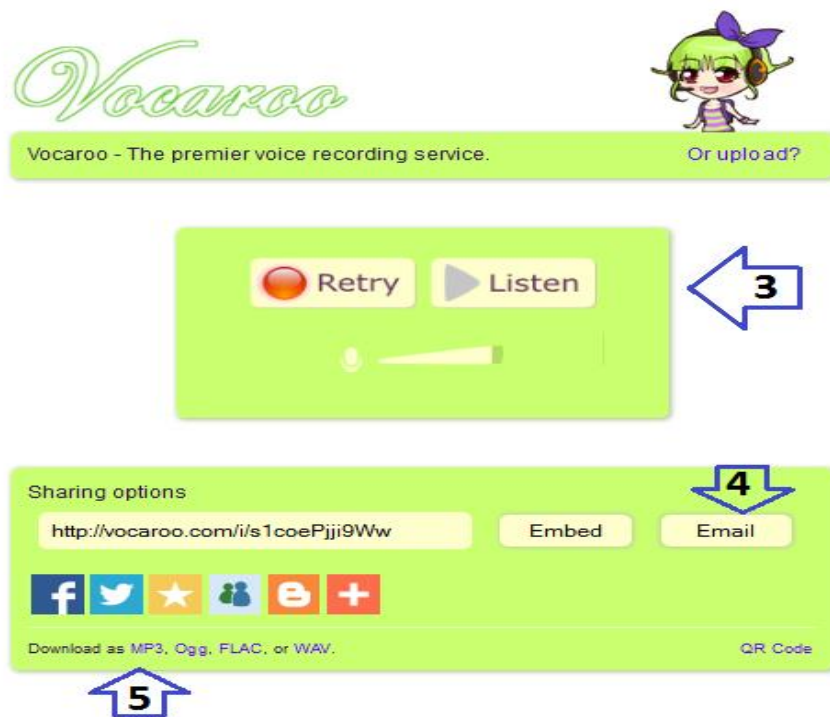 Vocaroo
Vocaroo - The premier voice recording service. Or upload?
Retry Listen
3
Sharing options
4
http://vocaroo.com/i/s1coePjji9Ww Embed Email
Download as MP3, Ogg, FLAC, or WAV. QR Code
5